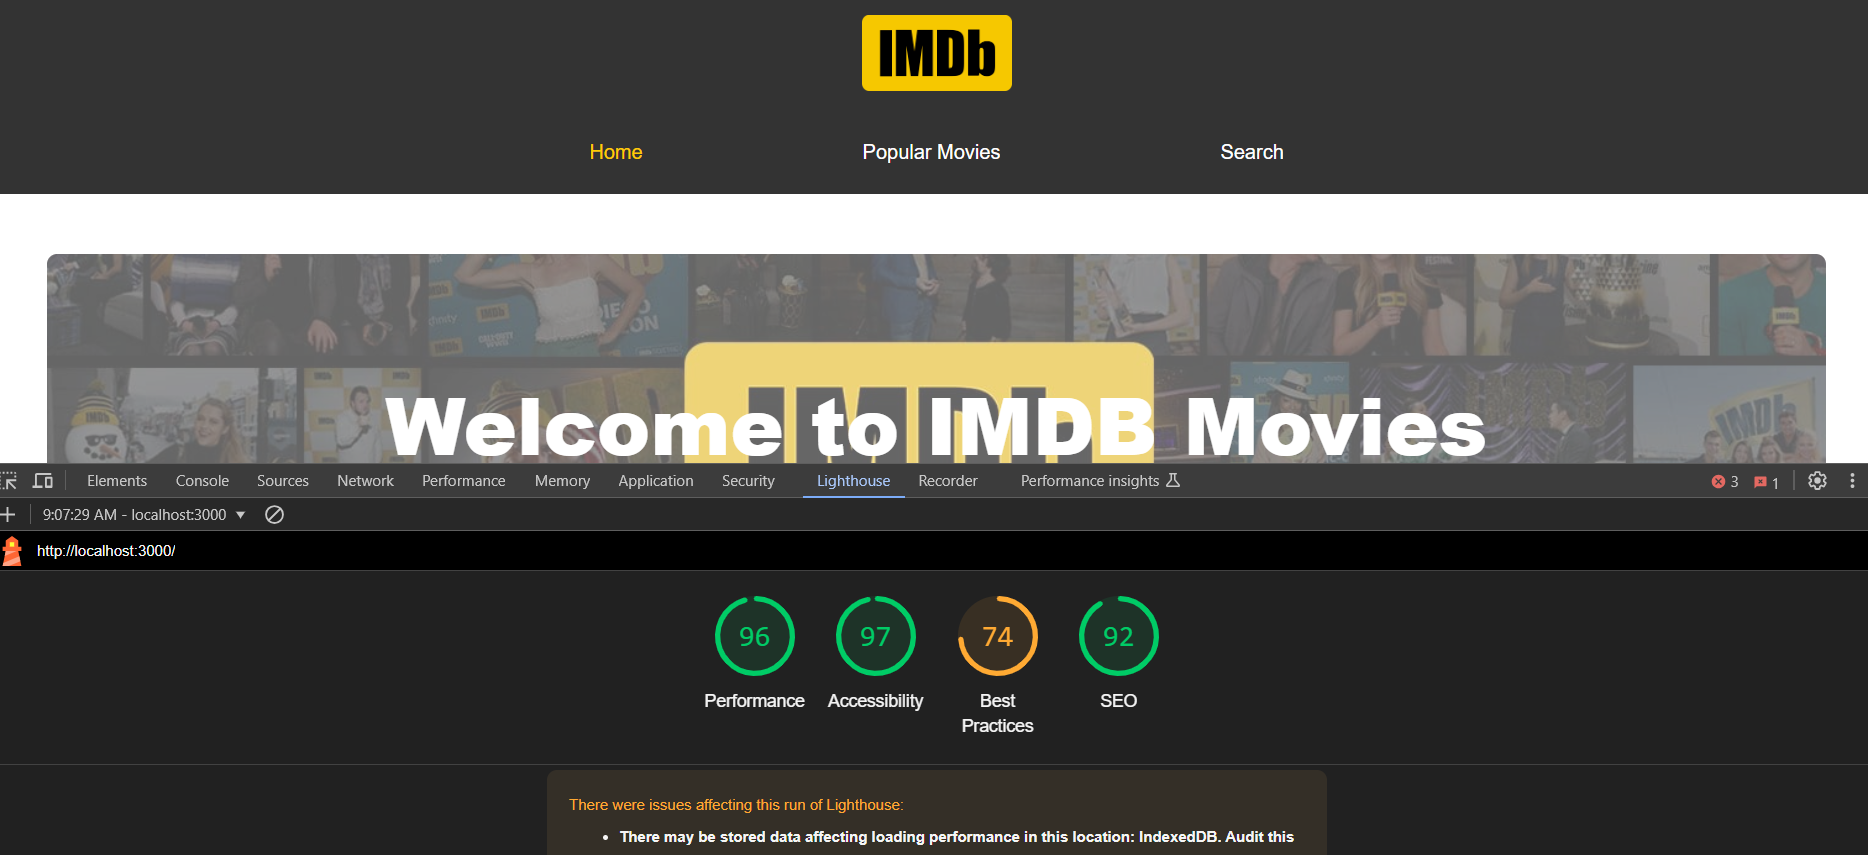 IMDb
Home Popular Movies Search
IMDb
Welcome to IMDB Movies
Elements Console Sources Network Performance Memory Application Security Lighthouse Recorder Performance insights 3 1
9:07:29 AM - localhost:3000
http://localhost:3000/
96 97 74 92
Performance Accessibility Best Practices SEO
There were issues affecting this run of Lighthouse:
• There may be stored data affecting loading performance in this location: IndexedDB. Audit this